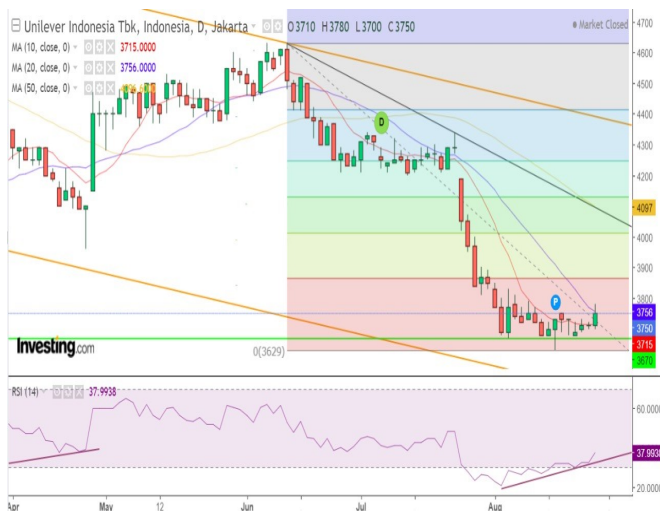 Unilever Indonesia Tbk, Indonesia, D, Jakarta O3710 H3780 L3700 C3750
Market Closed
MA (10, close, 0) 3715.0000
MA (20, close, 0) 3756.0000
MA (50, close, 0)
4700
4600
4500
4400
4300
4200
4097
4000
3900
3800
3756
3750
3715
3670
D
P
0(3629)
Investing.com
RSI (14) 37.9938
60.0000
37.9938
20.0000
Apr May 12 Jun Jul Aug